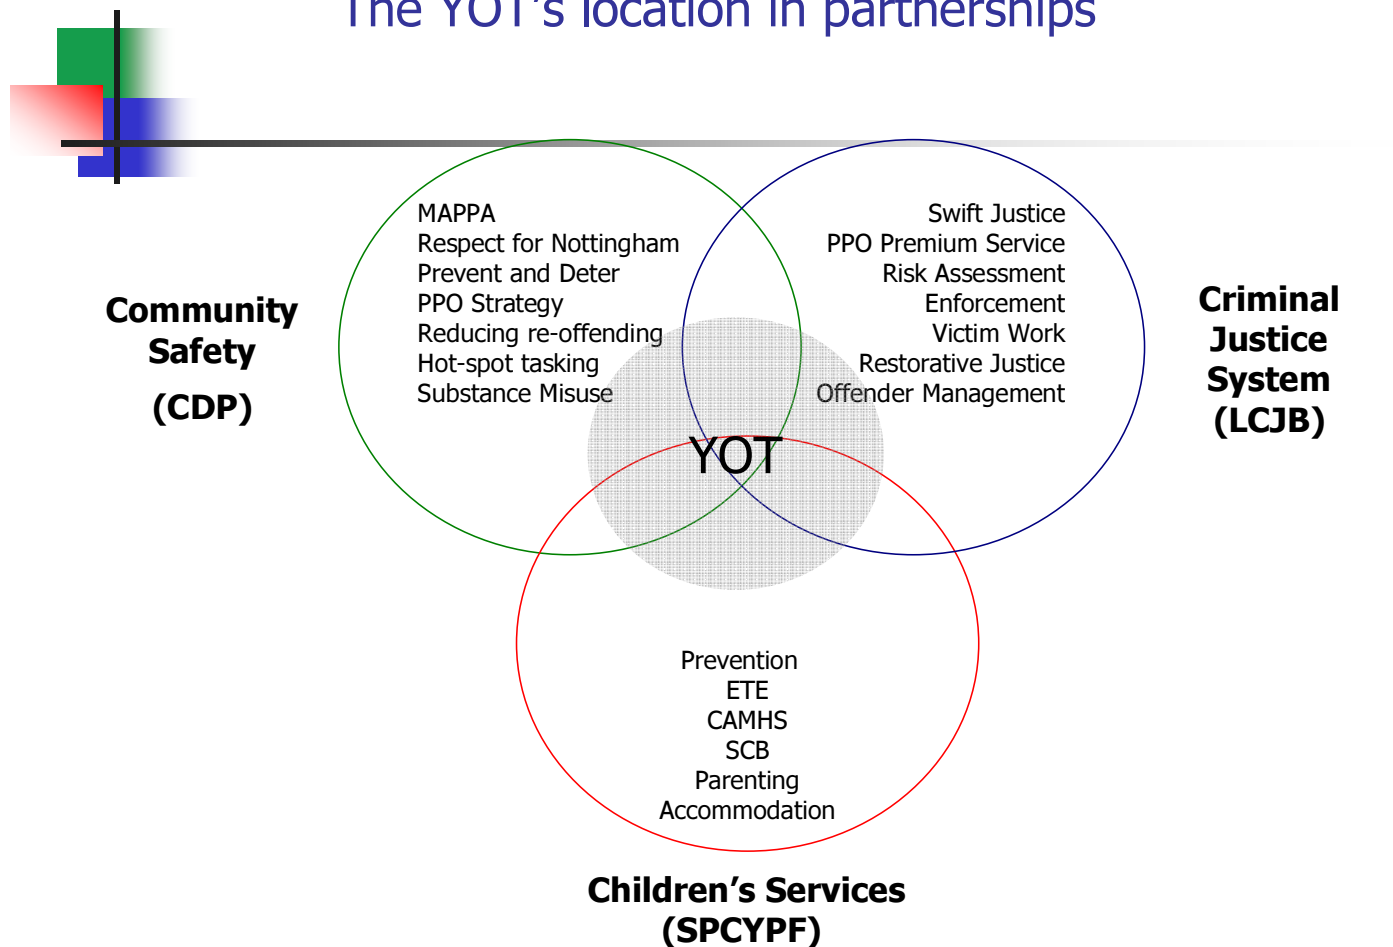 The YOT’s location in partnerships
MAPPA
Respect for Nottingham
Prevent and Deter
PPO Strategy
Reducing re-offending
Hot-spot tasking
Substance Misuse
Swift Justice
PPO Premium Service
Risk Assessment
Enforcement
Victim Work
Restorative Justice
Offender Management
Community
Safety
(CDP)
Criminal
Justice
System
(LCJB)
YOT
Prevention
ETE
CAMHS
SCB
Parenting
Accommodation
Children’s Services
(SPCYPF)